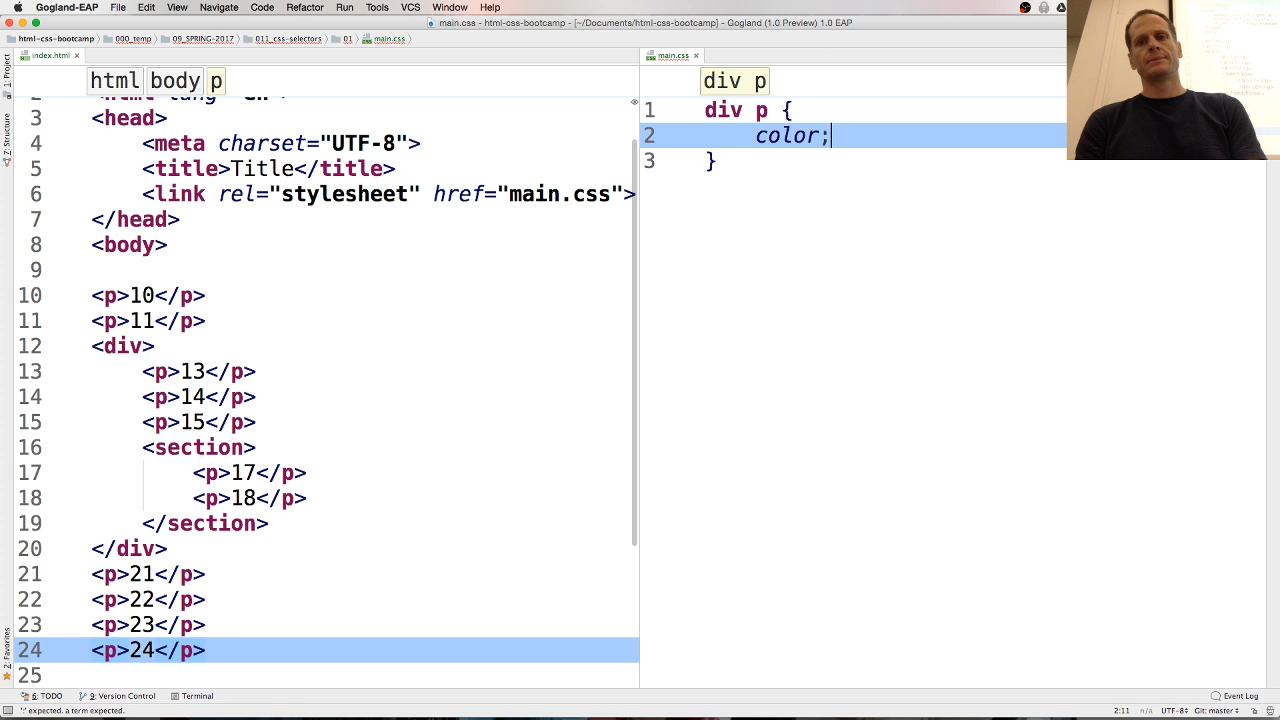 Gogland-EAP File Edit View Navigate Code Refactor Run Tools VCS Window Help
main.css - html-css-bootcamp - [~/Documents/html-css-bootcamp] - Gogland (1.0 Preview) 1.0 EAP
html-css-bootcamp 000_temp 09_SPRING-2017 011_css-selectors 01 main.css
index.html
main.css
html body p
div p
1: Project
Z: Structure
2: Favorites
3 <head>
4 <meta charset="UTF-8">
5 <title>Title</title>
6 <link rel="stylesheet" href="main.css">
7 </head>
8 <body>
9
10 <p>10</p>
11 <p>11</p>
12 <div>
13 <p>13</p>
14 <p>14</p>
15 <p>15</p>
16 <section>
17 <p>17</p>
18 <p>18</p>
19 </section>
20 </div>
21 <p>21</p>
22 <p>22</p>
23 <p>23</p>
24 <p>24</p>
25
1 div p {
2 color;
3 }
6: TODO 9: Version Control Terminal Event Log
':' expected. a term expected. 2:11 n/a UTF-8 Git: master